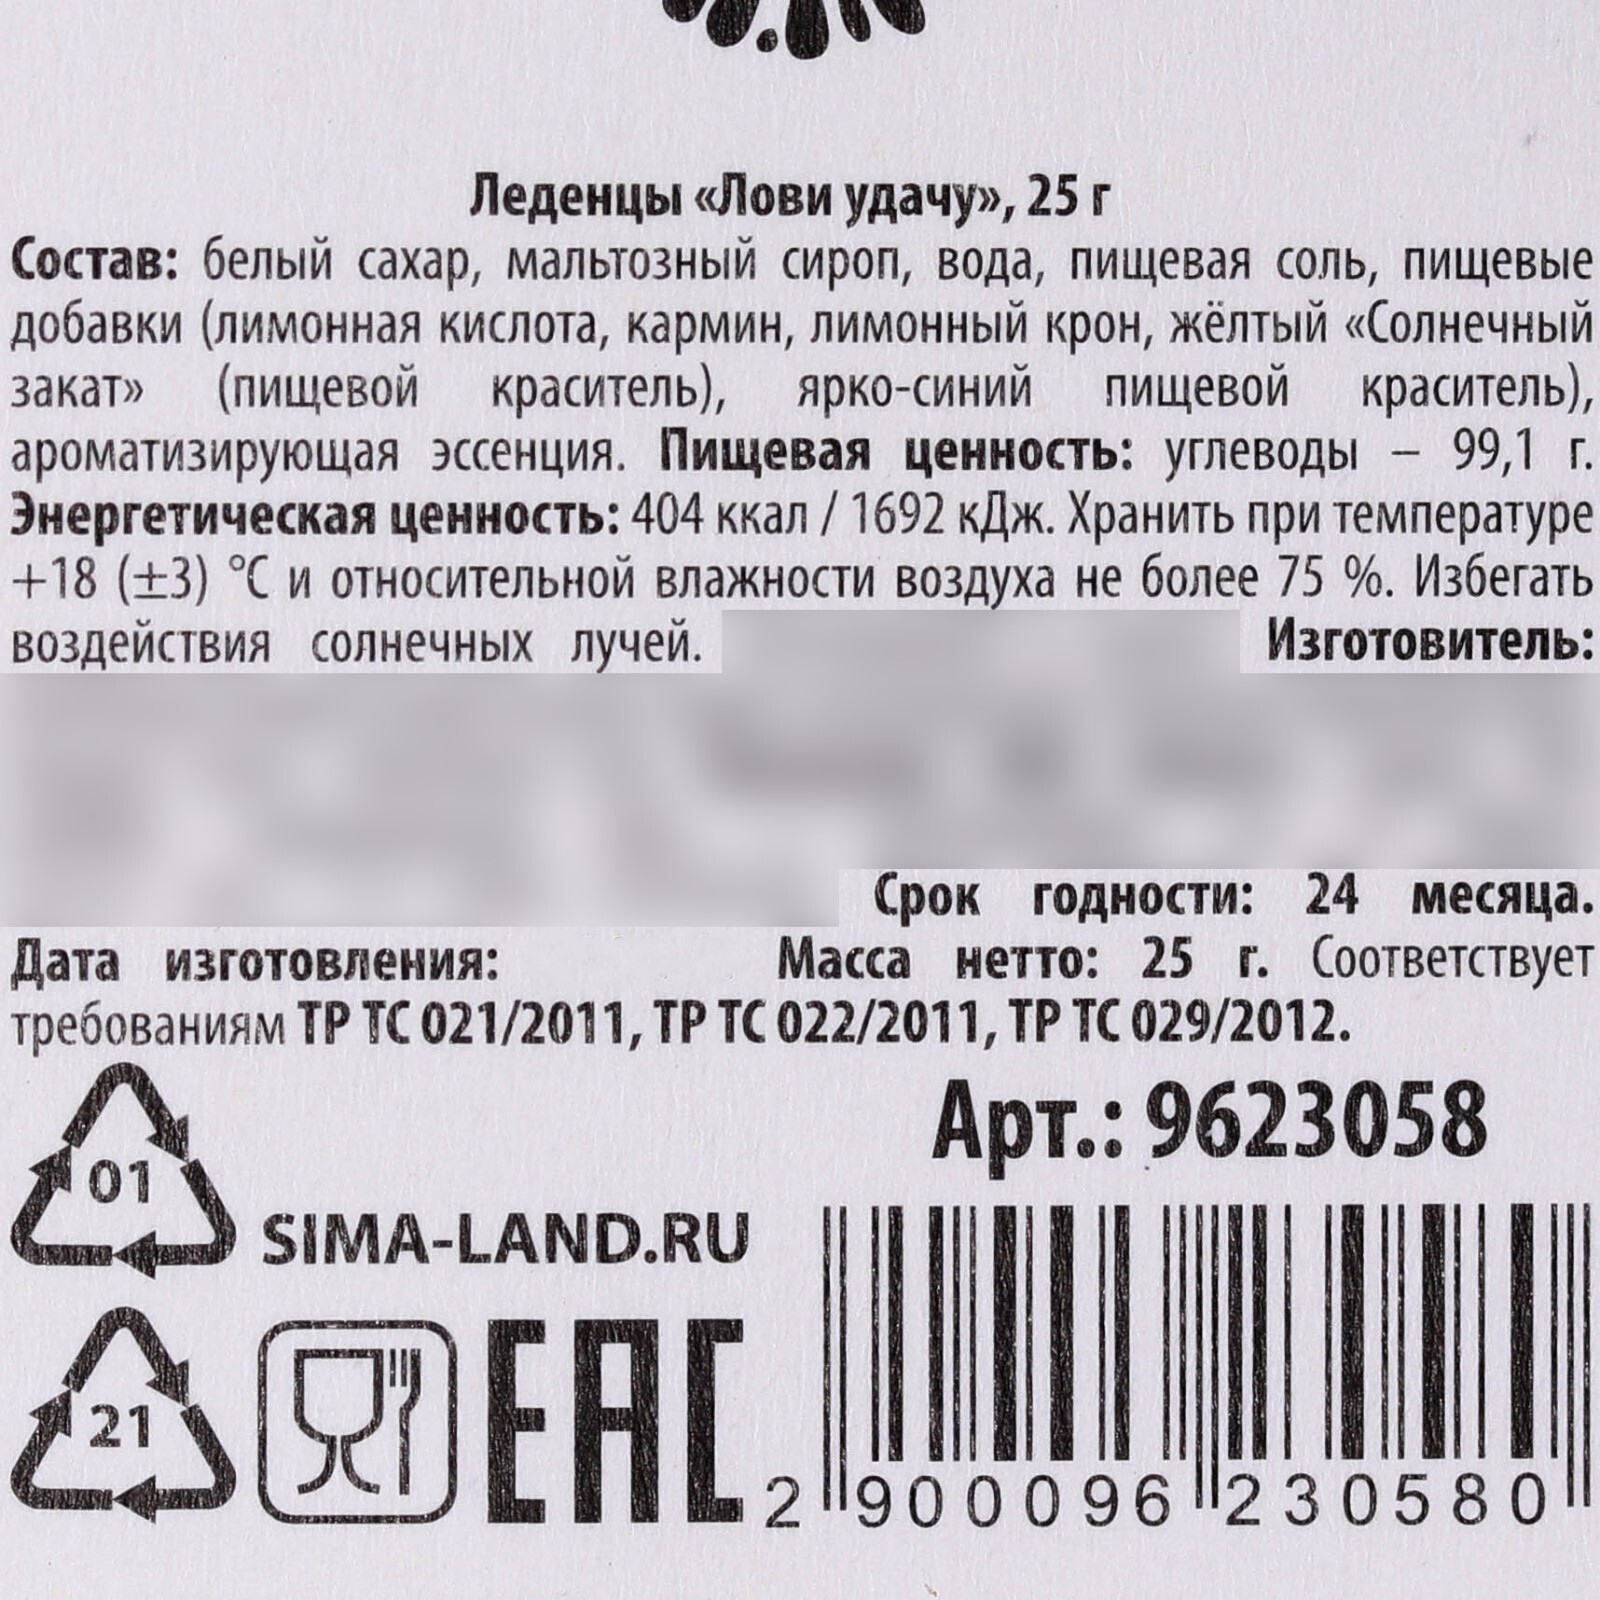 Леденцы «Лови удачу», 25 г
Состав: белый сахар, мальтозный сироп, вода, пищевая соль, пищевые
добавки (лимонная кислота, кармин, лимонный крон, жёлтый «Солнечный
закат» (пищевой краситель), ярко-синий пищевой краситель),
ароматизирующая эссенция. Пищевая ценность: углеводы – 99,1 г.
Энергетическая ценность: 404 ккал / 1692 кДж. Хранить при температуре
+18 (±3) °С и относительной влажности воздуха не более 75 %. Избегать
воздействия солнечных лучей. Изготовитель:
Срок годности: 24 месяца.
Дата изготовления: Масса нетто: 25 г. Соответствует
требованиям ТР ТС 021/2011, ТР ТС 022/2011, ТР ТС 029/2012.
Арт.: 9623058
01
SIMA-LAND.RU
21
EAC
2 900096 230580